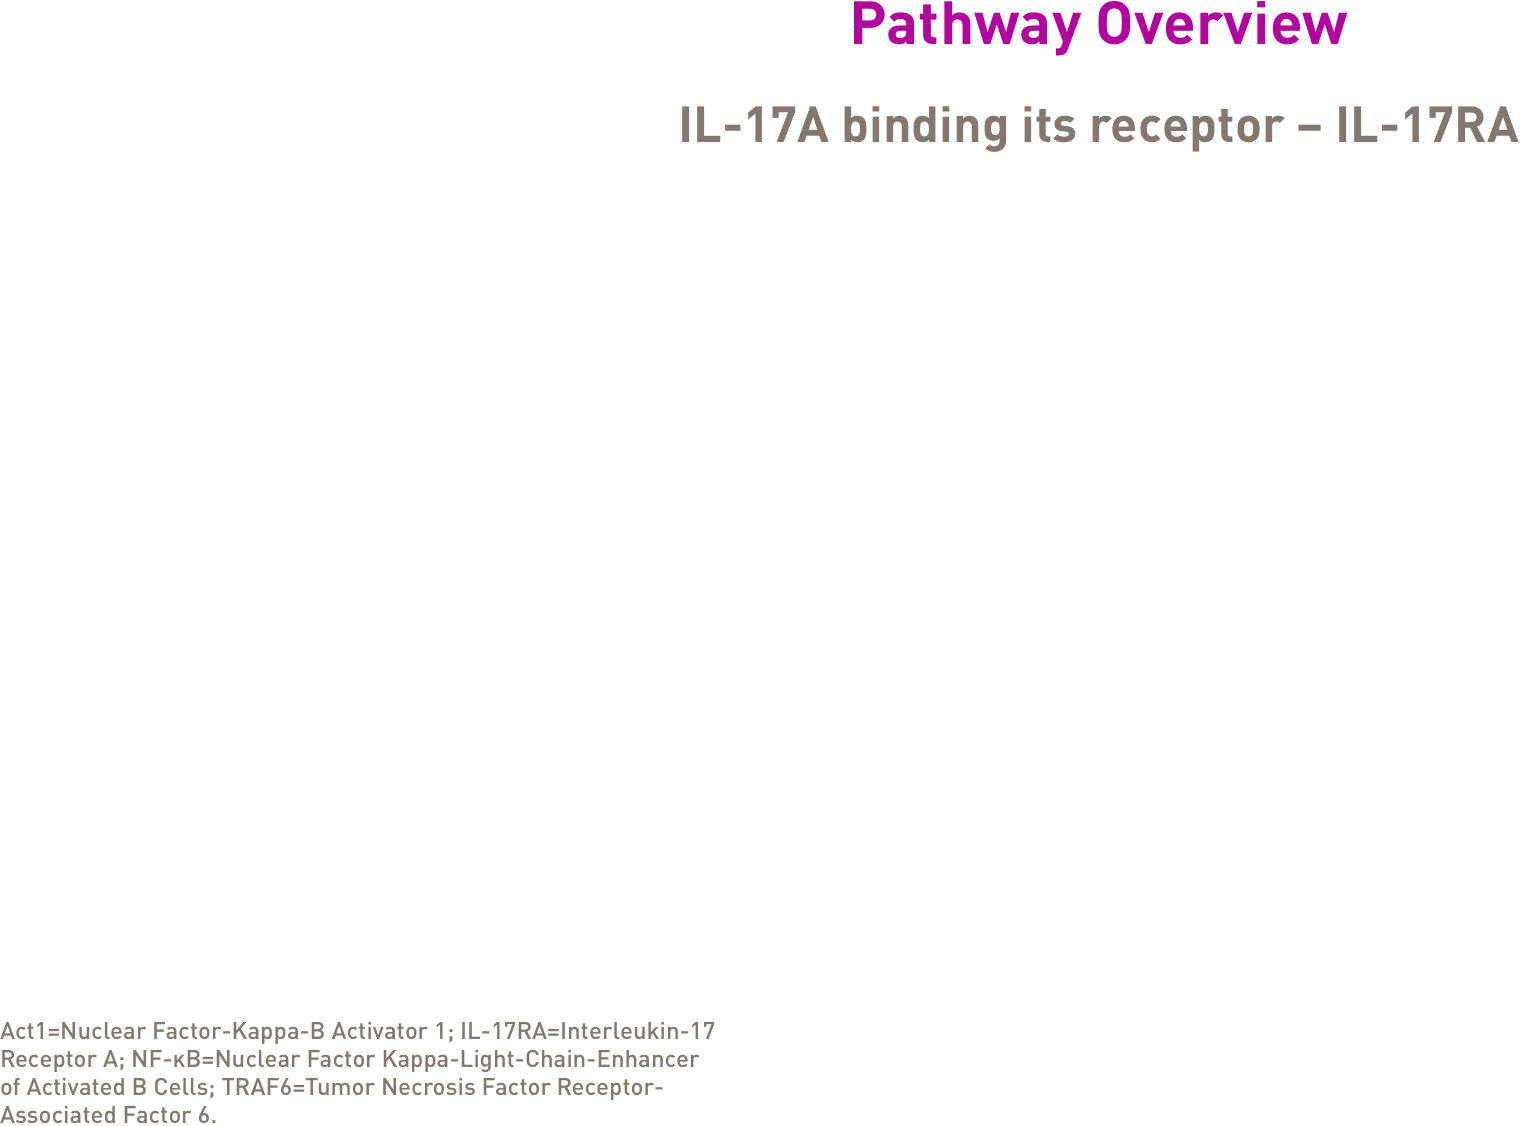 Pathway Overview
IL-17A binding its receptor – IL-17RA
Act1=Nuclear Factor-Kappa-B Activator 1; IL-17RA=Interleukin-17
Receptor A; NF-κB=Nuclear Factor Kappa-Light-Chain-Enhancer
of Activated B Cells; TRAF6=Tumor Necrosis Factor Receptor-
Associated Factor 6.